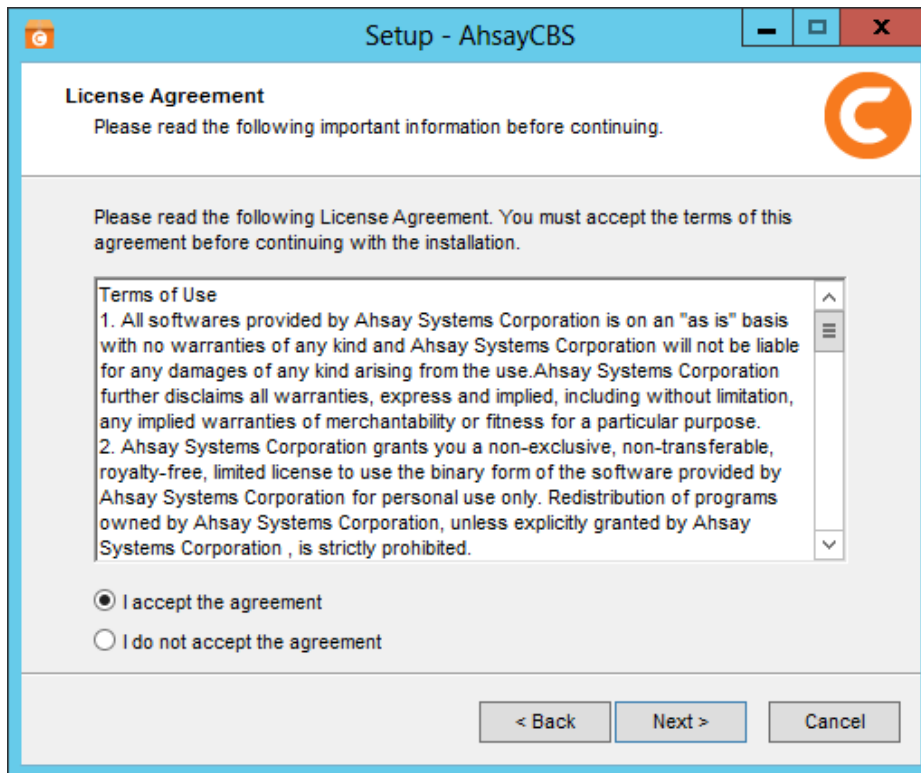 Setup - AhsayCBS
License Agreement
Please read the following important information before continuing.
Please read the following License Agreement. You must accept the terms of this
agreement before continuing with the installation.
Terms of Use
1. All softwares provided by Ahsay Systems Corporation is on an "as is" basis
with no warranties of any kind and Ahsay Systems Corporation will not be liable
for any damages of any kind arising from the use.Ahsay Systems Corporation
further disclaims all warranties, express and implied, including without limitation,
any implied warranties of merchantability or fitness for a particular purpose.
2. Ahsay Systems Corporation grants you a non-exclusive, non-transferable,
royalty-free, limited license to use the binary form of the software provided by
Ahsay Systems Corporation for personal use only. Redistribution of programs
owned by Ahsay Systems Corporation, unless explicitly granted by Ahsay
Systems Corporation , is strictly prohibited.
I accept the agreement
I do not accept the agreement
< Back Next > Cancel